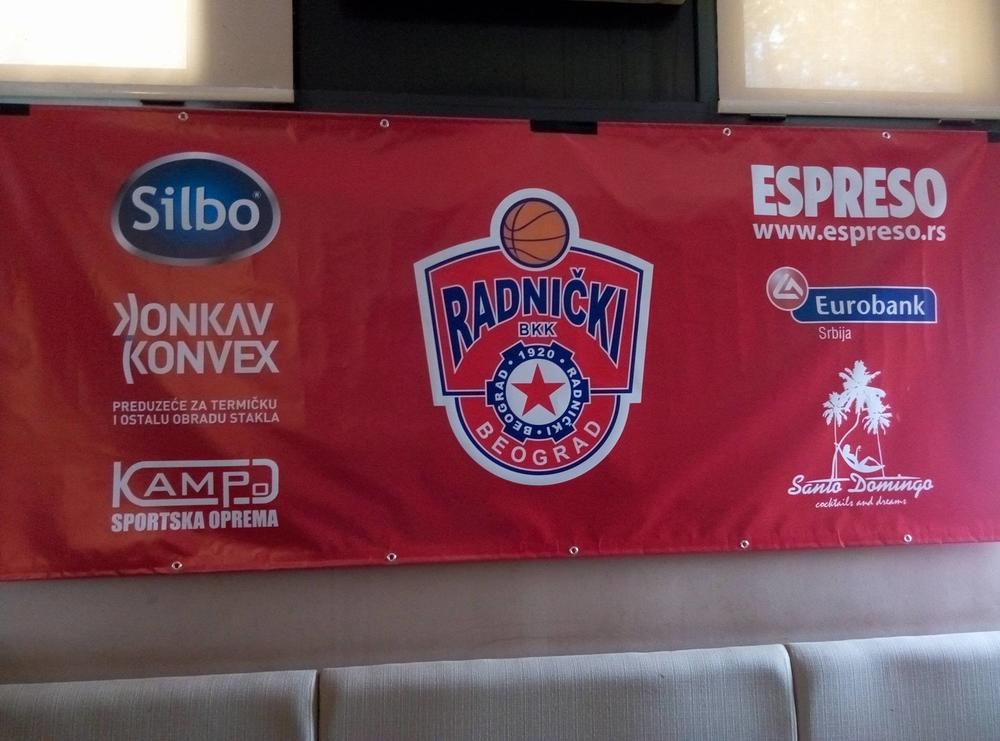 Silbo®
KONKAV
KONVEX
PREDUZEĆE ZA TERMIČKU
I OSTALU OBRADU STAKLA
KAMPO
SPORTSKA OPREMA
RADNIČKI
BKK
• 1920 •
BEOGRAD • RADNIČKI •
BEOGRAD
ESPRESO
www.espreso.rs
Eurobank
Srbija
Santo Domingo
cocktails and dreams